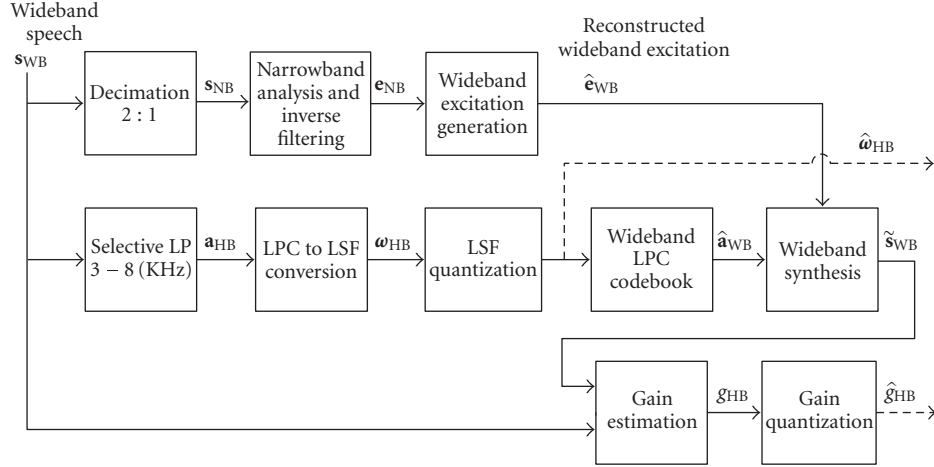 Wideband
speech
s_WB
Decimation
2 : 1
s_NB
Narrowband
analysis and
inverse
filtering
e_NB
Wideband
excitation
generation
Reconstructed
wideband excitation
ê_WB
ω̂_HB
Selective LP
3 − 8 (KHz)
a_HB
LPC to LSF
conversion
ω_HB
LSF
quantization
Wideband
LPC
codebook
â_WB
Wideband
synthesis
s̃_WB
Gain
estimation
g_HB
Gain
quantization
ĝ_HB